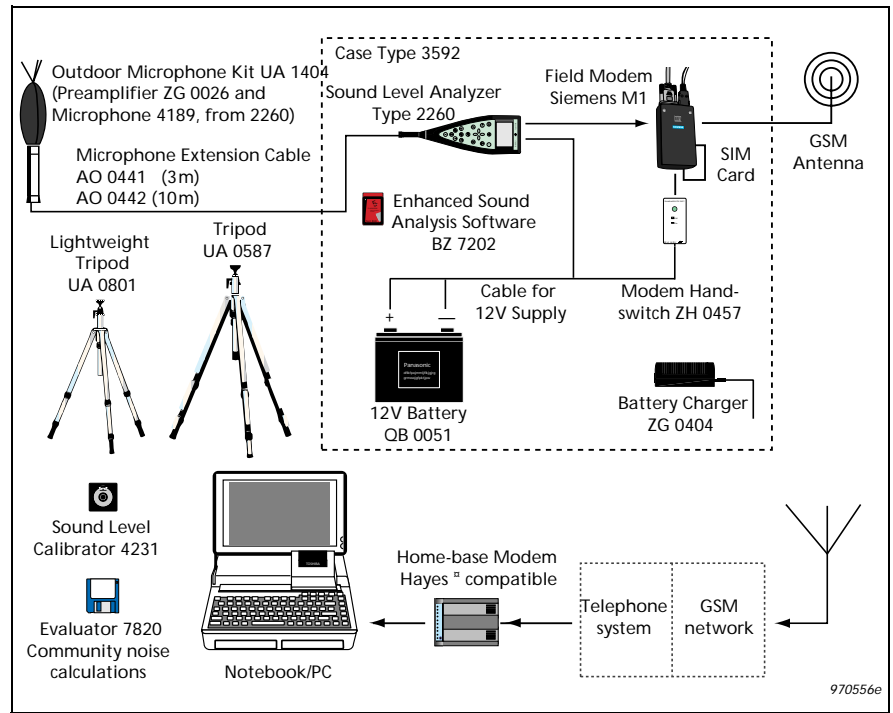 Case Type 3592
Outdoor Microphone Kit UA 1404
(Preamplifier ZG 0026 and
Microphone 4189, from 2260)
Sound Level Analyzer
Type 2260
Field Modem
Siemens M1
GSM
Antenna
SIM
Card
Microphone Extension Cable
AO 0441 (3m)
AO 0442 (10m)
Enhanced Sound
Analysis Software
BZ 7202
Lightweight
Tripod
UA 0801
Tripod
UA 0587
Cable for
12V Supply
Modem Hand-
switch ZH 0457
+ —
Panasonic
12V Battery
QB 0051
Battery Charger
ZG 0404
Sound Level
Calibrator 4231
Evaluator 7820
Community noise
calculations
Notebook/PC
Home-base Modem
Hayes ¤ compatible
Telephone
system
GSM
network
970556e